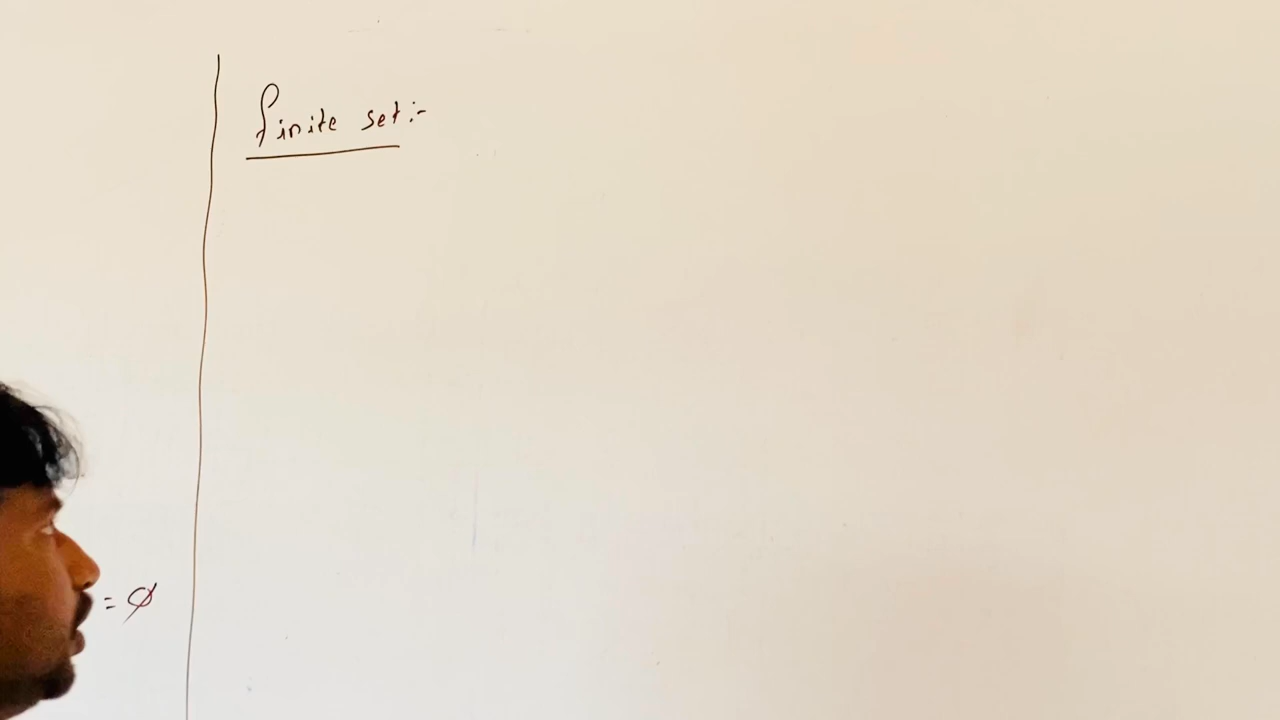 finite set:-
= ∅